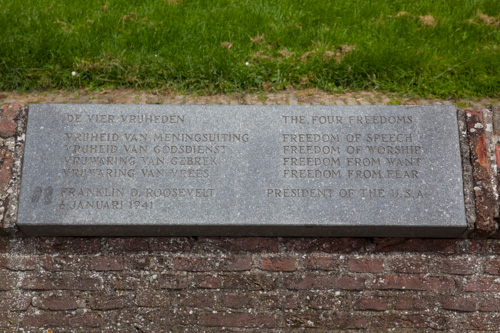 DE VIER VRIJHEDEN
VRIJHEID VAN MENINGSUITING
VRIJHEID VAN GODSDIENST
VRIJWARING VAN GEBREK
VRIJWARING VAN VREES
FRANKLIN D. ROOSEVELT
6 JANUARI 1941
THE FOUR FREEDOMS
FREEDOM OF SPEECH
FREEDOM OF WORSHIP
FREEDOM FROM WANT
FREEDOM FROM FEAR
PRESIDENT OF THE U.S.A.